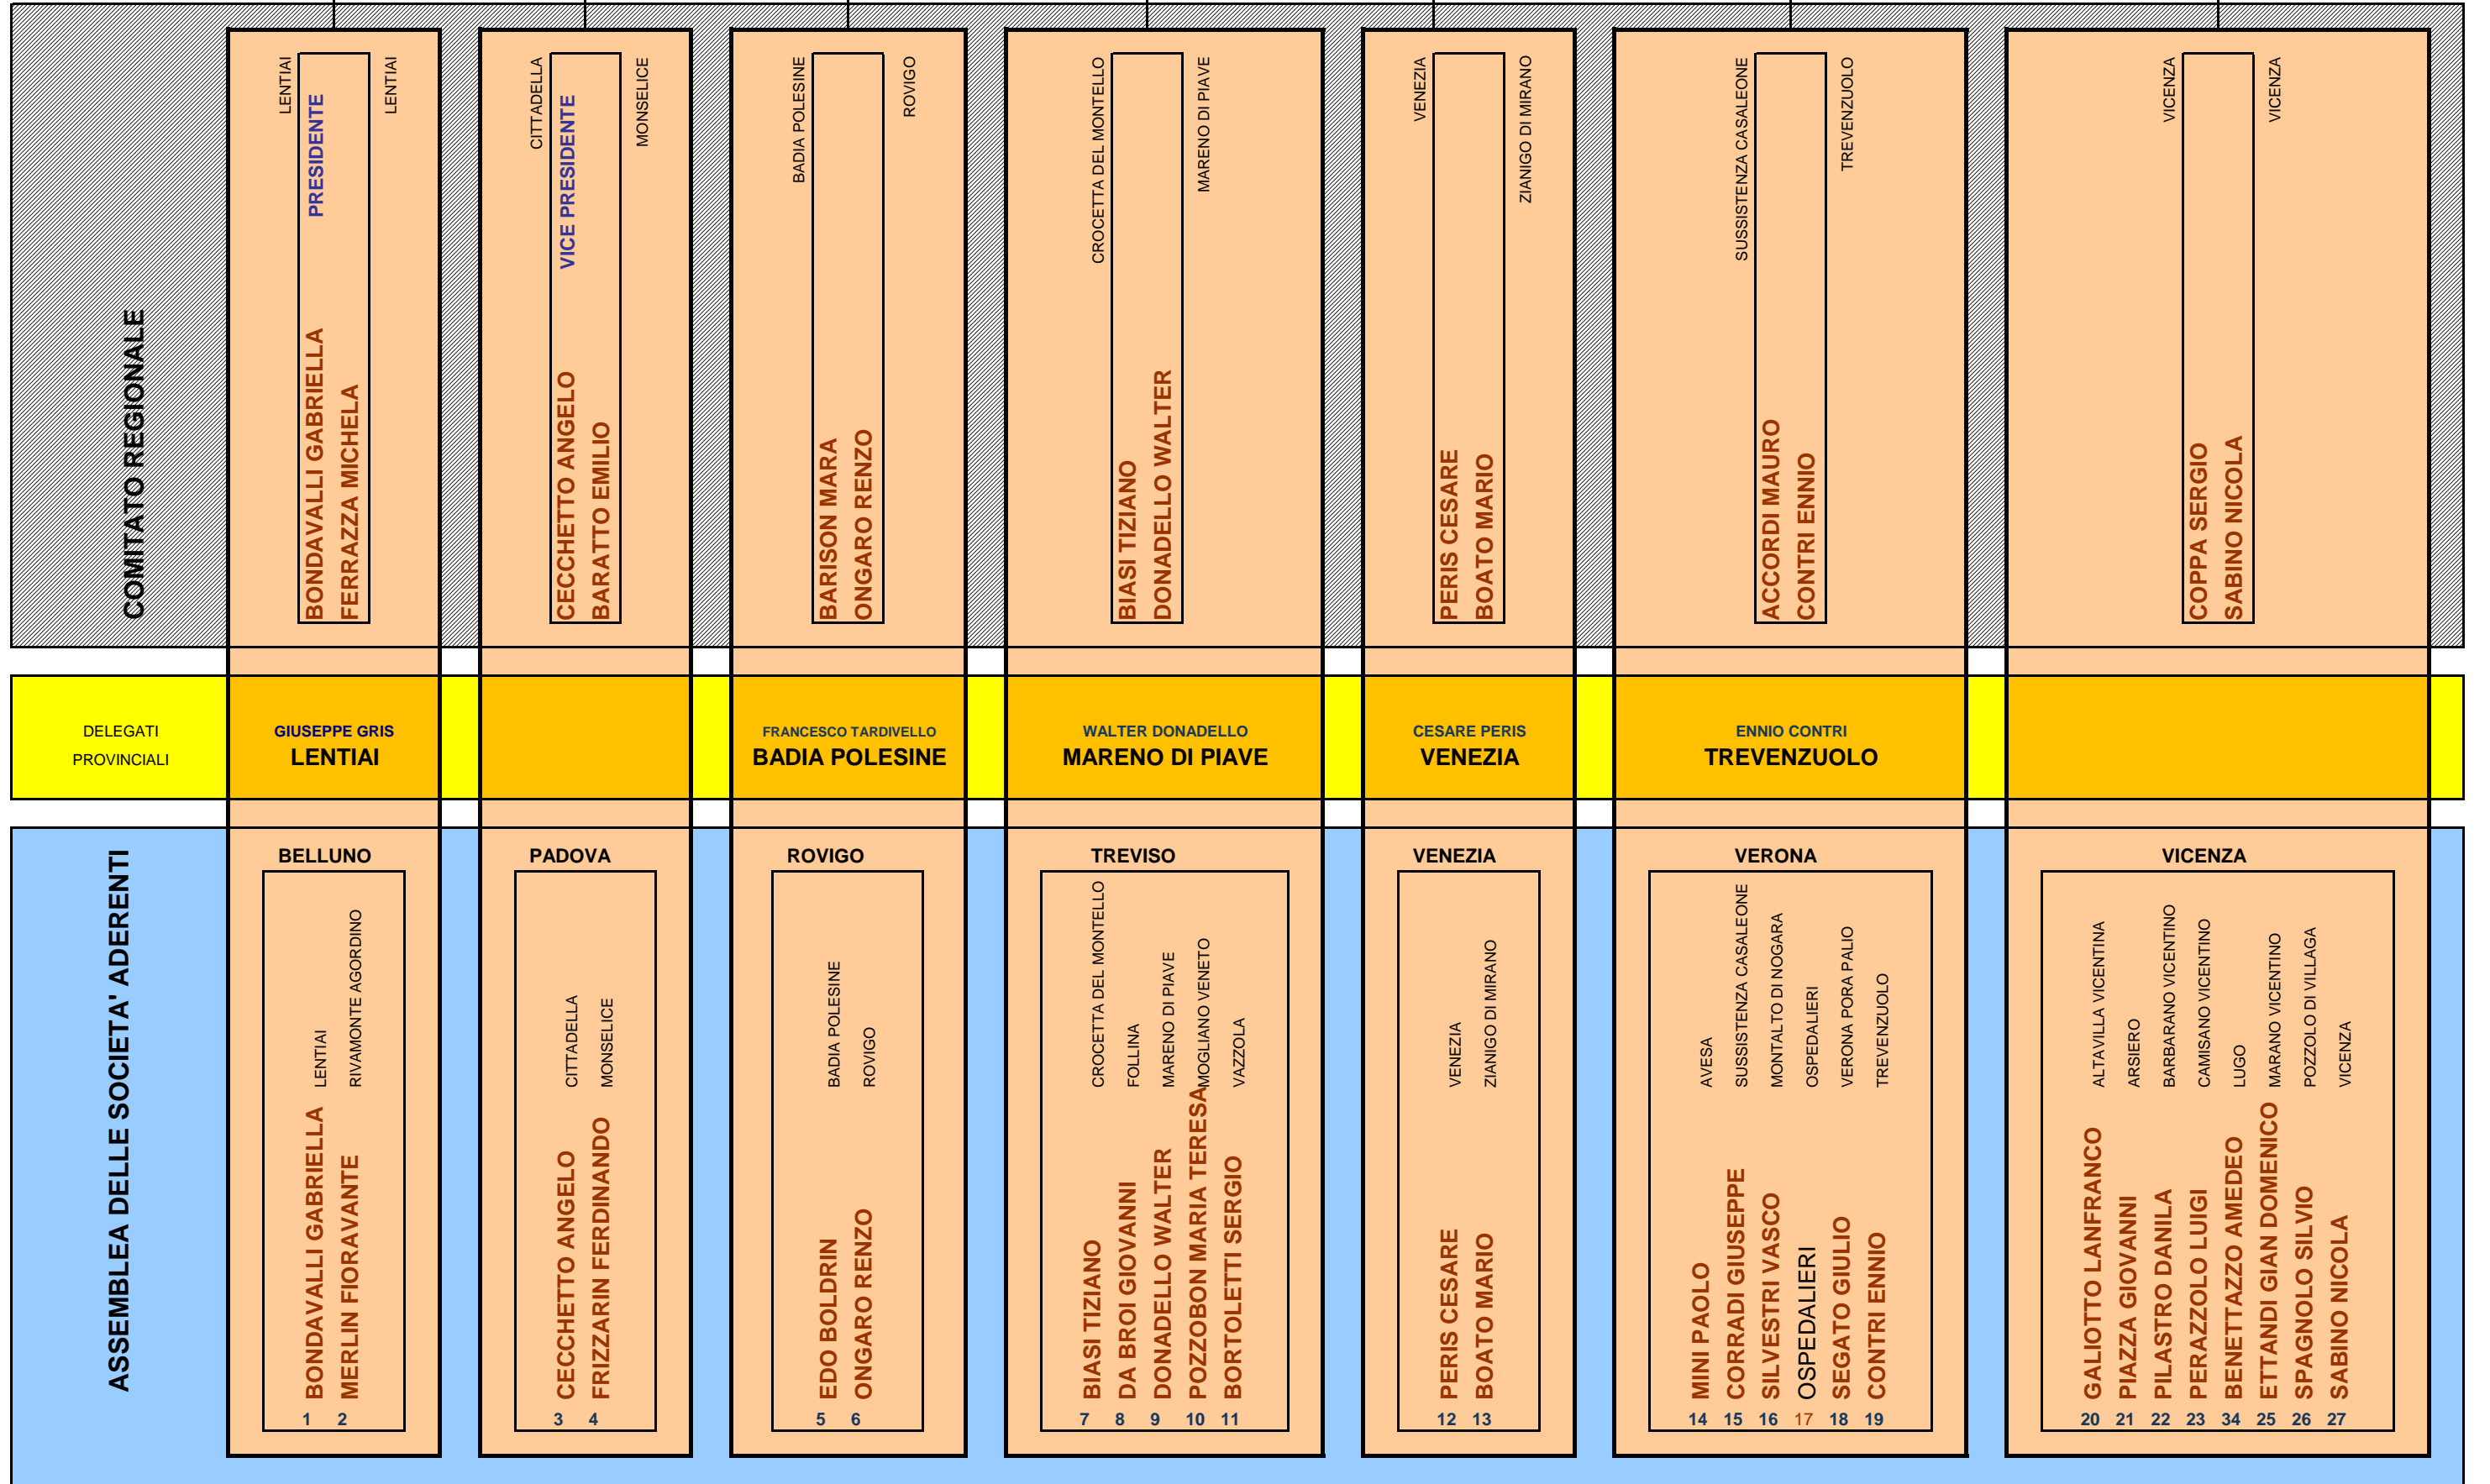 COMITATO REGIONALE
BONDAVALLI GABRIELLA PRESIDENTE LENTIAI
FERRAZZA MICHELA LENTIAI
CECCHETTO ANGELO VICE PRESIDENTE CITTADELLA
BARATTO EMILIO MONSELICE
BARISON MARA BADIA POLESINE
ONGARO RENZO ROVIGO
BIASI TIZIANO CROCETTA DEL MONTELLO
DONADELLO WALTER MARENO DI PIAVE
PERIS CESARE VENEZIA
BOATO MARIO ZIANIGO DI MIRANO
ACCORDI MAURO SUSSISTENZA CASALEONE
CONTRI ENNIO TREVENZUOLO
COPPA SERGIO VICENZA
SABINO NICOLA VICENZA
DELEGATI
PROVINCIALI
GIUSEPPE GRIS
LENTIAI
FRANCESCO TARDIVELLO
BADIA POLESINE
WALTER DONADELLO
MARENO DI PIAVE
CESARE PERIS
VENEZIA
ENNIO CONTRI
TREVENZUOLO
ASSEMBLEA DELLE SOCIETA' ADERENTI
BELLUNO
1 BONDAVALLI GABRIELLA LENTIAI
2 MERLIN FIORAVANTE RIVAMONTE AGORDINO
PADOVA
3 CECCHETTO ANGELO CITTADELLA
4 FRIZZARIN FERDINANDO MONSELICE
ROVIGO
5 EDO BOLDRIN BADIA POLESINE
6 ONGARO RENZO ROVIGO
TREVISO
7 BIASI TIZIANO CROCETTA DEL MONTELLO
8 DA BROI GIOVANNI FOLLINA
9 DONADELLO WALTER MARENO DI PIAVE
10 POZZOBON MARIA TERESA MOGLIANO VENETO
11 BORTOLETTI SERGIO VAZZOLA
VENEZIA
12 PERIS CESARE VENEZIA
13 BOATO MARIO ZIANIGO DI MIRANO
VERONA
14 MINI PAOLO AVESA
15 CORRADI GIUSEPPE SUSSISTENZA CASALEONE
16 SILVESTRI VASCO MONTALTO DI NOGARA
17 OSPEDALIERI OSPEDALIERI
18 SEGATO GIULIO VERONA PORA PALIO
19 CONTRI ENNIO TREVENZUOLO
VICENZA
20 GALIOTTO LANFRANCO ALTAVILLA VICENTINA
21 PIAZZA GIOVANNI ARSIERO
22 PILASTRO DANILA BARBARANO VICENTINO
23 PERAZZOLO LUIGI CAMISANO VICENTINO
34 BENETTAZZO AMEDEO LUGO
25 ETTANDI GIAN DOMENICO MARANO VICENTINO
26 SPAGNOLO SILVIO POZZOLO DI VILLAGA
27 SABINO NICOLA VICENZA